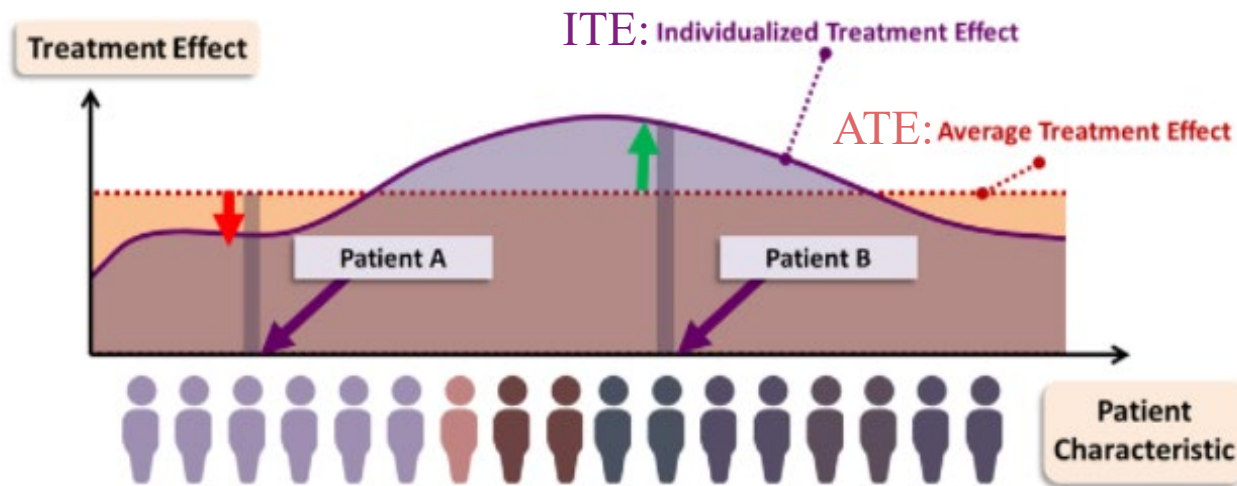 ITE: Individualized Treatment Effect
Treatment Effect
ATE: Average Treatment Effect
Patient A
Patient B
Patient
Characteristic